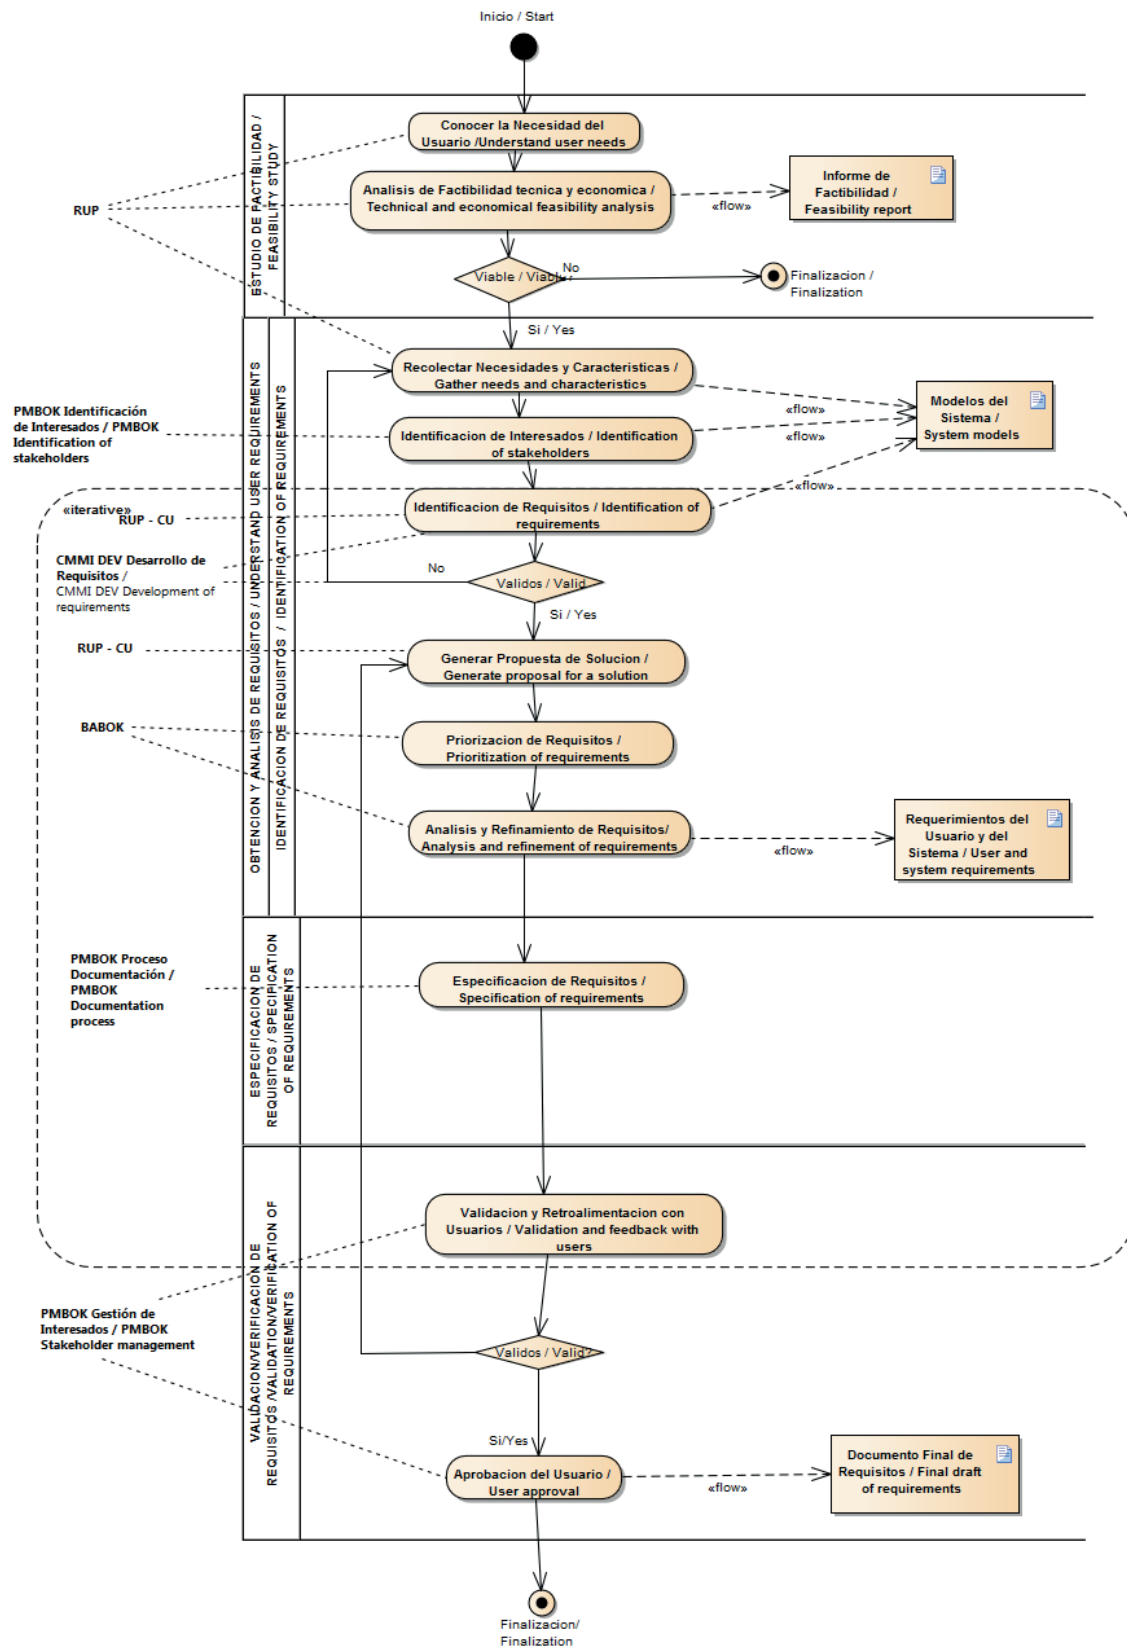 Inicio / Start
ESTUDIO DE FACTIBILIDAD /
FEASIBILITY STUDY
Conocer la Necesidad del
Usuario /Understand user needs
RUP
Analisis de Factibilidad tecnica y economica /
Technical and economical feasibility analysis
«flow»
Informe de
Factibilidad /
Feasibility report
Viable /
No
Finalizacion /
Finalization
Si / Yes
OBTENCION Y ANALISIS DE REQUISITOS / UNDERSTAND USER REQUIREMENTS
IDENTIFICACION DE REQUISITOS / IDENTIFICATION OF REQUIREMENTS
Recolectar Necesidades y Caracteristicas /
Gather needs and characteristics
«flow»
Modelos del
Sistema /
System models
PMBOK Identificación
de Interesados / PMBOK
Identification of
stakeholders
Identificacion de Interesados / Identification
of stakeholders
«flow»
«flow»
«iterative»
RUP - CU
Identificacion de Requisitos / Identification of
requirements
CMMI DEV Desarrollo de
Requisitos /
CMMI DEV Development of
requirements
No
Validos / Valid
Si / Yes
RUP - CU
Generar Propuesta de Solucion /
Generate proposal for a solution
BABOK
Priorizacion de Requisitos /
Prioritization of requirements
Analisis y Refinamiento de Requisitos/
Analysis and refinement of requirements
«flow»
Requerimientos del
Usuario y del
Sistema / User and
system requirements
ESPECIFICACION DE
REQUISITOS / SPECIFICATION
OF REQUIREMENTS
PMBOK Proceso
Documentación /
PMBOK
Documentation
process
Especificacion de Requisitos /
Specification of requirements
VALIDACION/VERIFICACION DE
REQUISITOS /VALIDATION/VERIFICATION OF
REQUIREMENTS
Validacion y Retroalimentacion con
Usuarios / Validation and feedback with
users
PMBOK Gestión de
Interesados / PMBOK
Stakeholder management
Validos / Valid?
Si/Yes
Aprobacion del Usuario /
User approval
«flow»
Documento Final de
Requisitos / Final draft
of requirements
Finalizacion/
Finalization